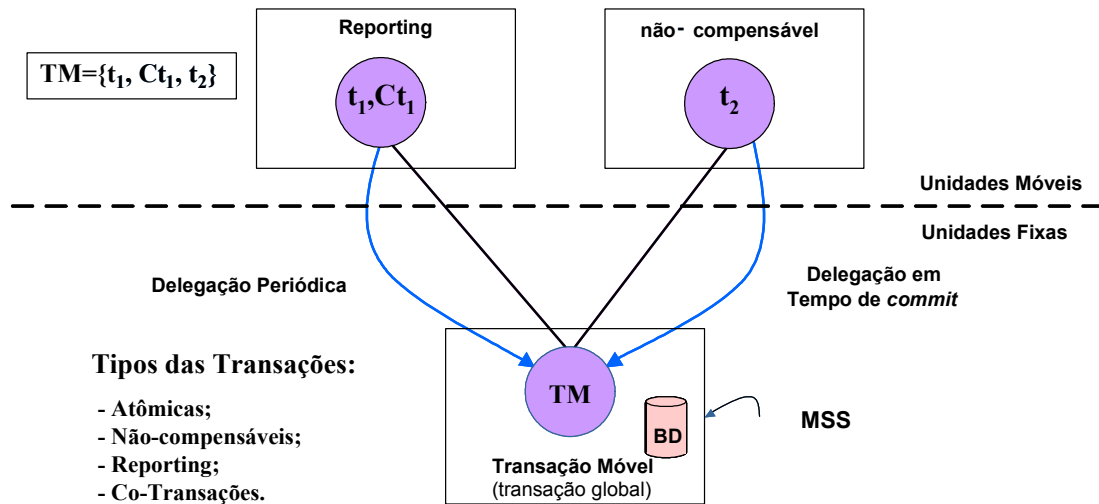 Reporting
não- compensável
TM={t₁, Ct₁, t₂}
t₁,Ct₁
t₂
Unidades Móveis
Unidades Fixas
Delegação Periódica
Delegação em
Tempo de commit
Tipos das Transações:
- Atômicas;
- Não-compensáveis;
- Reporting;
- Co-Transações.
TM
BD
MSS
Transação Móvel
(transação global)